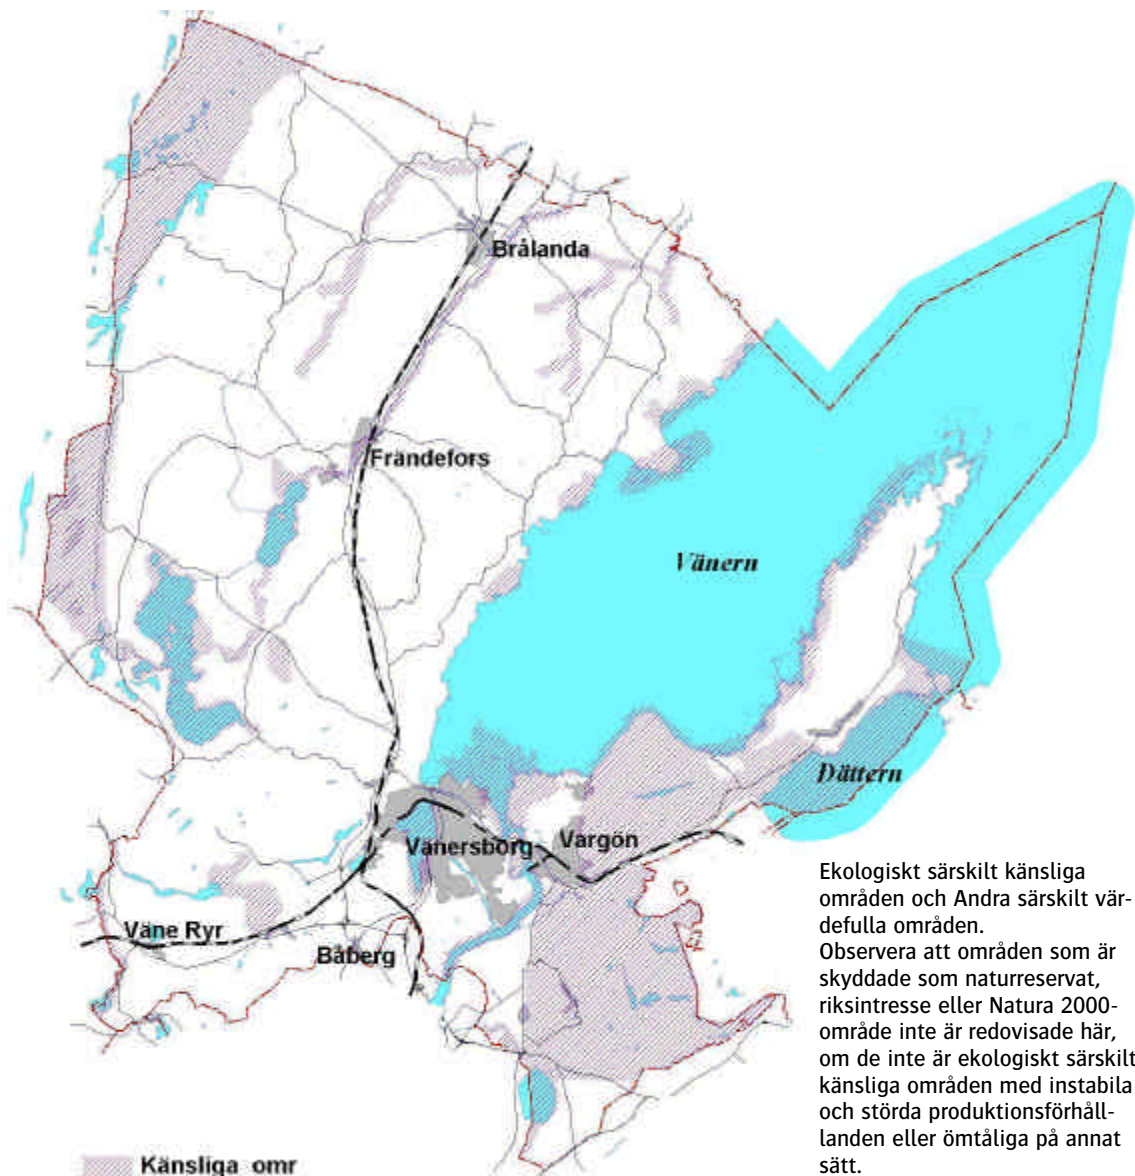 Brålanda
Frändefors
Vänern
Dättern
Vargön
Vänersborg
Väne Ryr
Båberg
Ekologiskt särskilt känsliga
områden och Andra särskilt vär-
defulla områden.
Observera att områden som är
skyddade som naturreservat,
riksintresse eller Natura 2000-
område inte är redovisade här,
om de inte är ekologiskt särskilt
känsliga områden med instabila
och störda produktionsförhåll-
landen eller ömtåliga på annat
sätt.
Känsliga omr